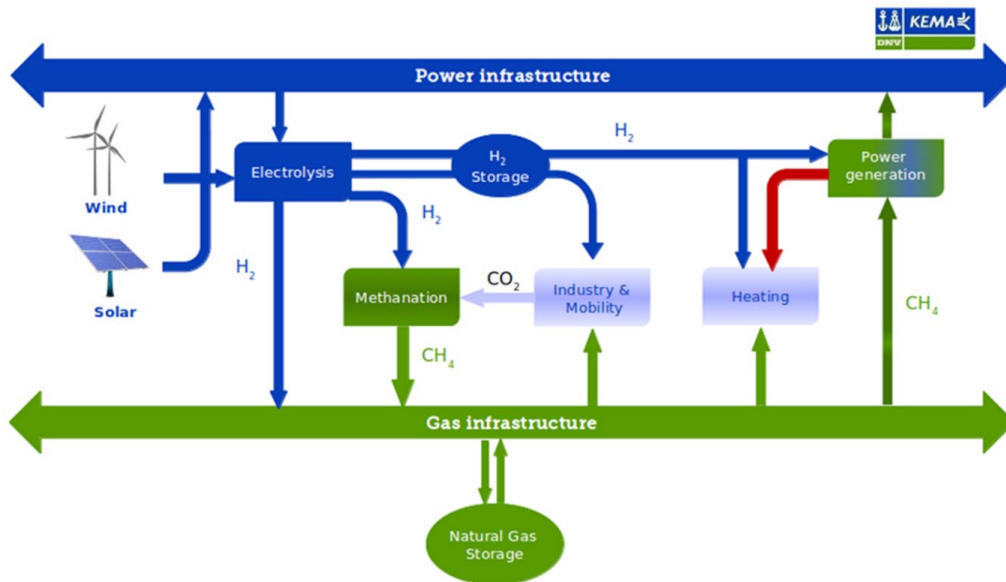 KEMA
DNV
Power infrastructure
Wind
Solar
Electrolysis
H₂
Storage
H₂
Power
generation
H₂
H₂
Methanation
CO₂
Industry &
Mobility
Heating
CH₄
CH₄
Gas infrastructure
Natural Gas
Storage